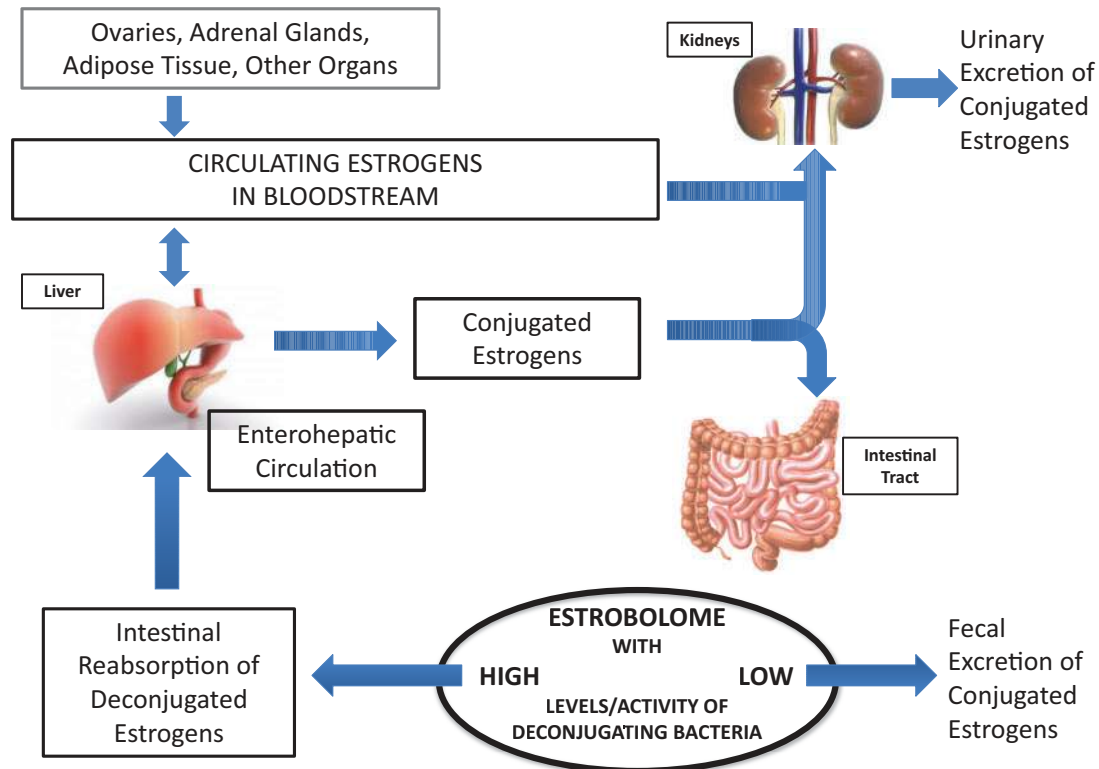 Ovaries, Adrenal Glands,
Adipose Tissue, Other Organs
Kidneys
Urinary
Excretion of
Conjugated
Estrogens
CIRCULATING ESTROGENS
IN BLOODSTREAM
Liver
Conjugated
Estrogens
Enterohepatic
Circulation
Intestinal
Tract
Intestinal
Reabsorption of
Deconjugated
Estrogens
ESTROBOLOME
WITH
HIGH LOW
LEVELS/ACTIVITY OF
DECONJUGATING BACTERIA
Fecal
Excretion of
Conjugated
Estrogens